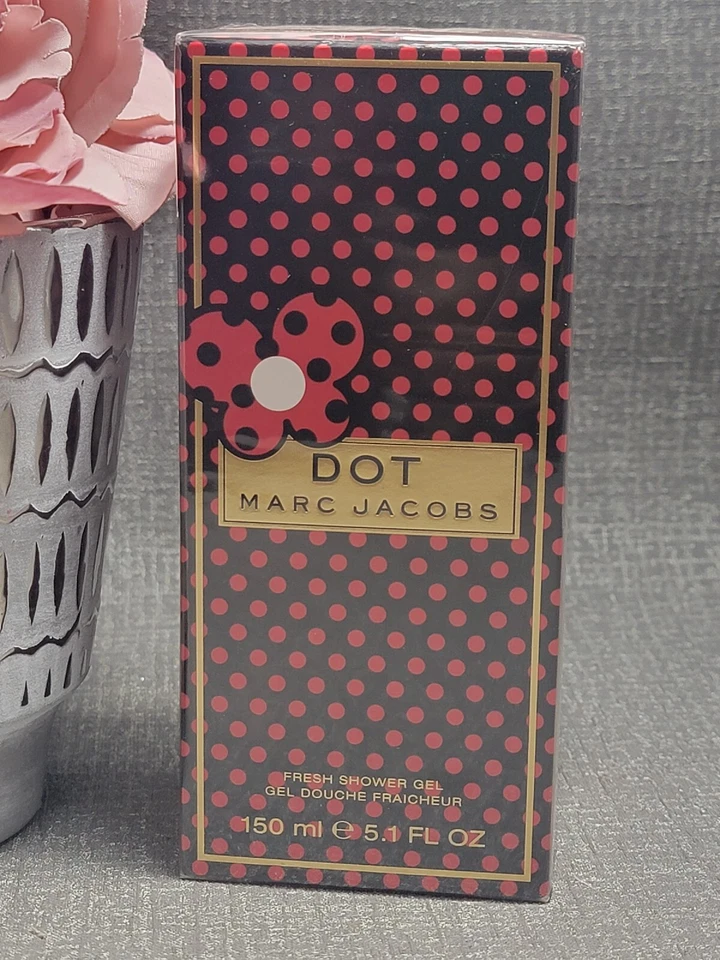 DOT
MARC JACOBS
FRESH SHOWER GEL
GEL DOUCHE FRAICHEUR
150 ml ℮ 5.1 FL OZ